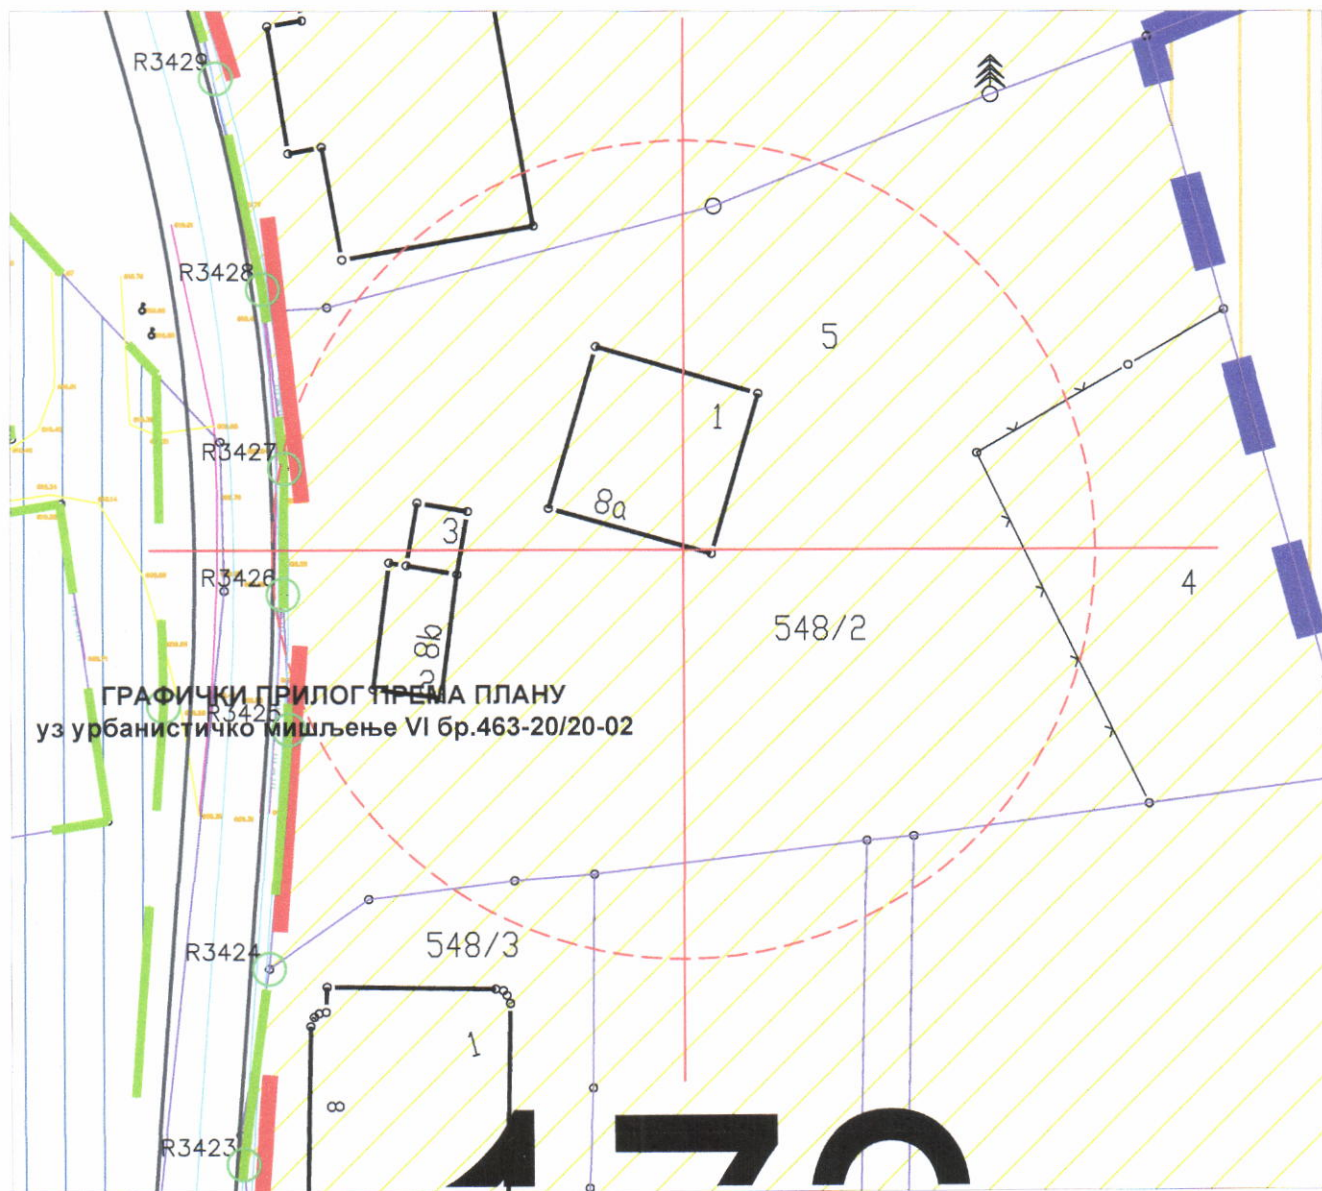 R3429
R3428
5
1
R3427
8a
3
R3426
4
548/2
8b
2
ГРАФИЧКИ ПРИЛОГ ПРЕМА ПЛАНУ
R3425
уз урбанистичко мишљење VI бр.463-20/20-02
548/3
R3424
1
8
R3423